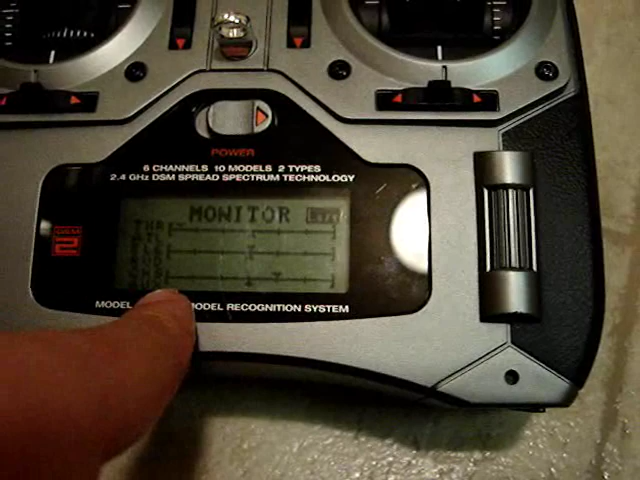 POWER
6 CHANNELS 10 MODELS 2 TYPES
2.4 GHz DSM SPREAD SPECTRUM TECHNOLOGY
MONITOR
2
MODEL MODEL RECOGNITION SYSTEM